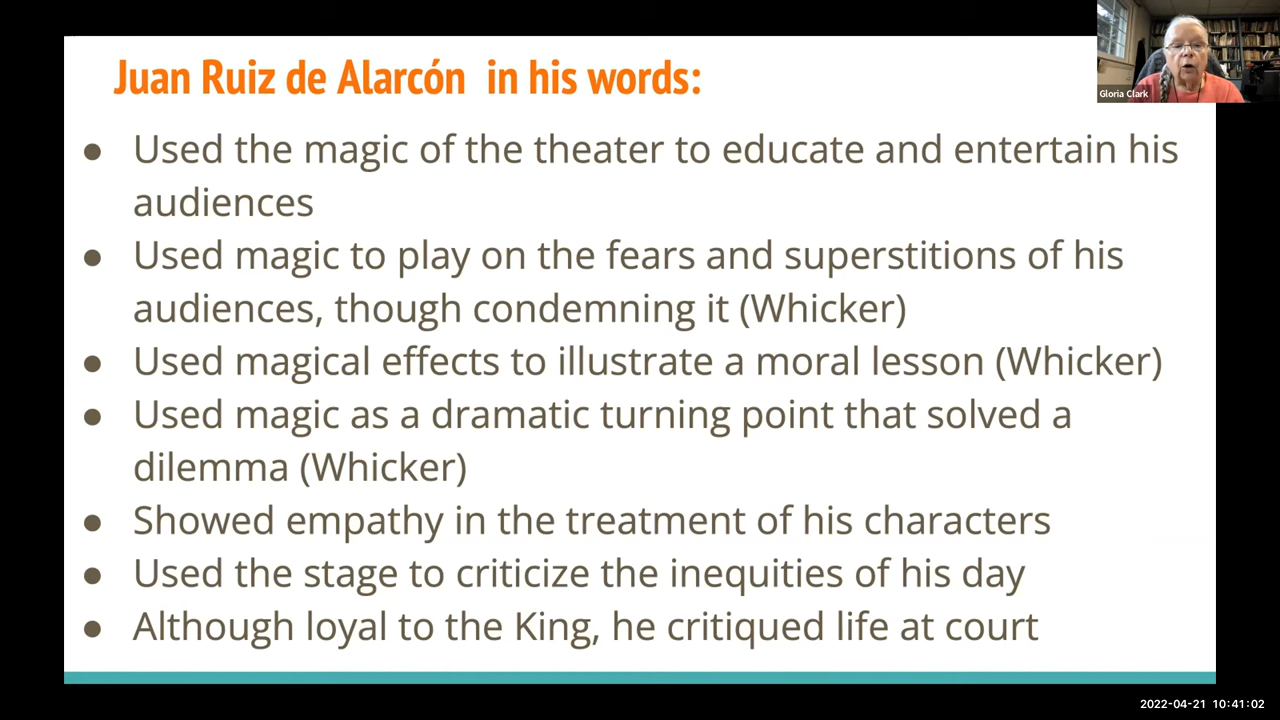 Juan Ruiz de Alarcón  in his words:
Gloria Clark
● Used the magic of the theater to educate and entertain his
audiences
● Used magic to play on the fears and superstitions of his
audiences, though condemning it (Whicker)
● Used magical effects to illustrate a moral lesson (Whicker)
● Used magic as a dramatic turning point that solved a
dilemma (Whicker)
● Showed empathy in the treatment of his characters
● Used the stage to criticize the inequities of his day
● Although loyal to the King, he critiqued life at court
2022-04-21  10:41:02